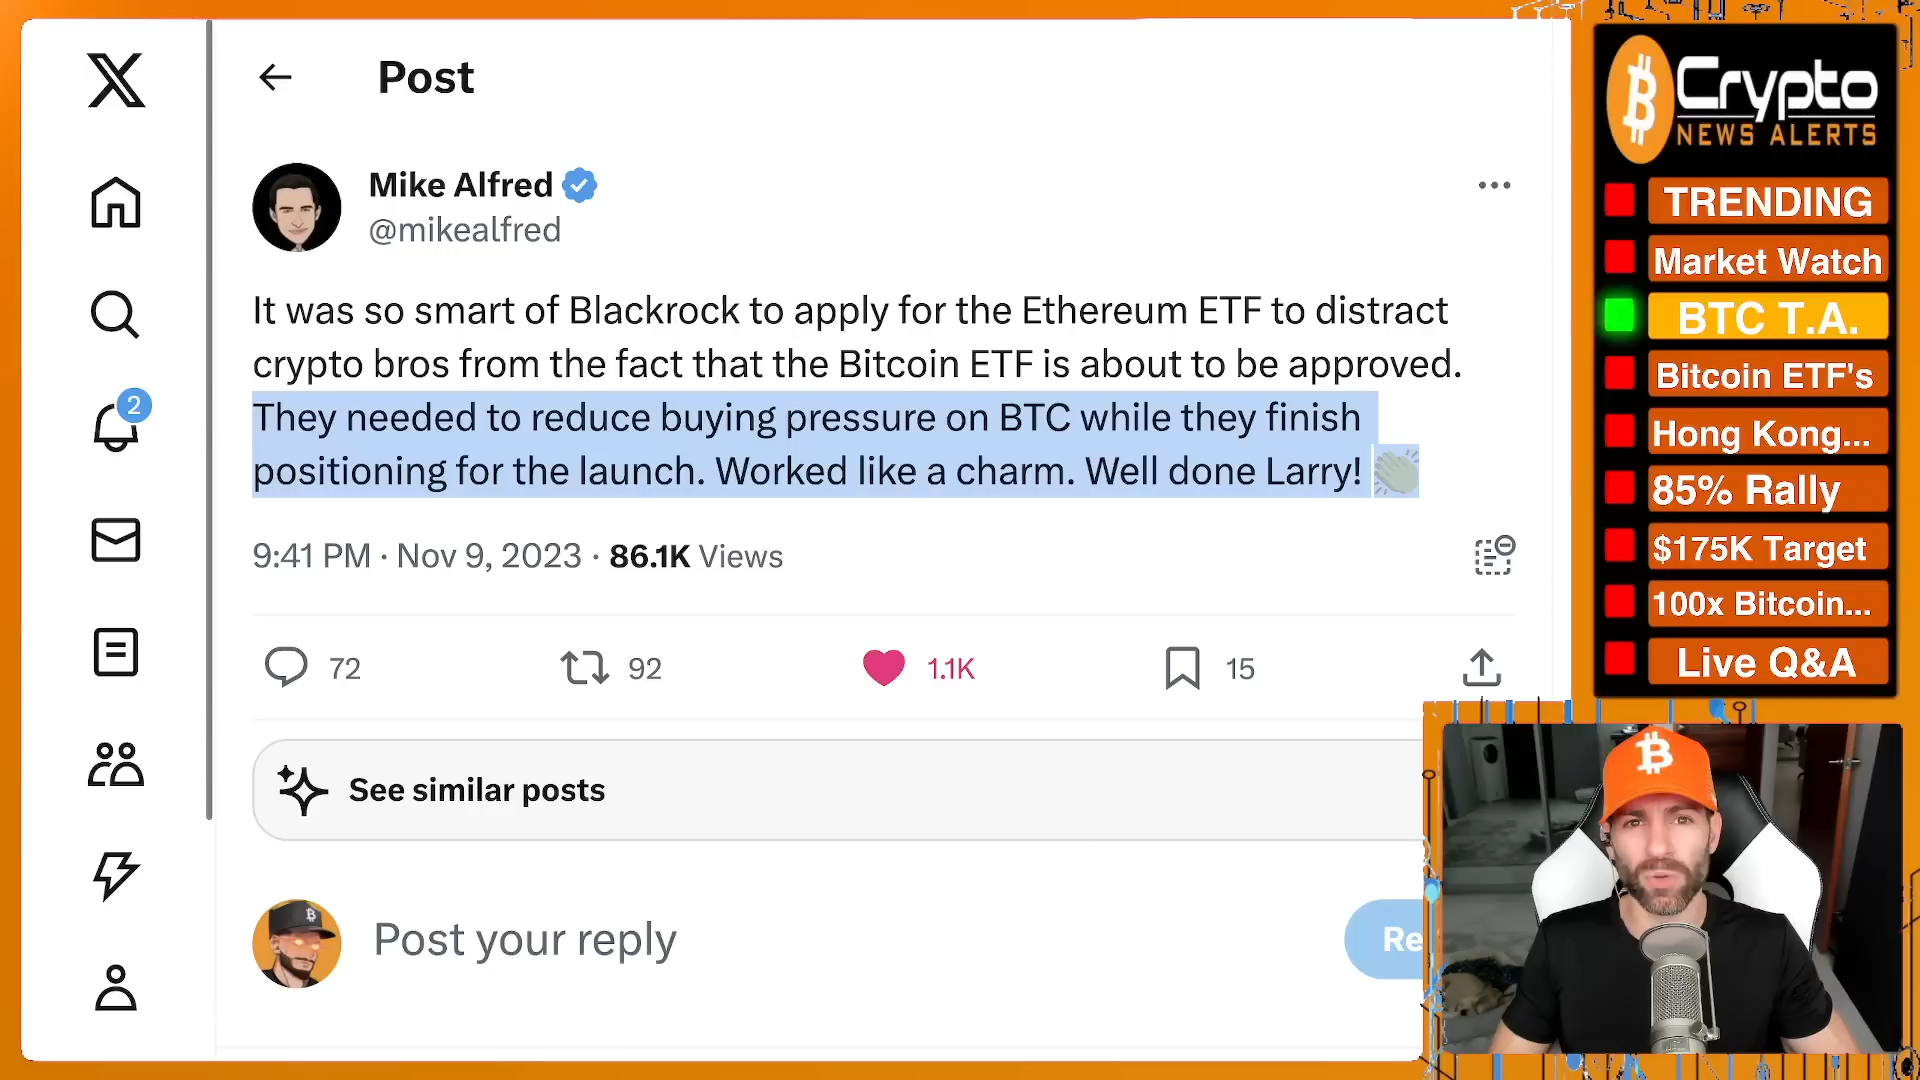 Post
Mike Alfred
@mikealfred
It was so smart of Blackrock to apply for the Ethereum ETF to distract
crypto bros from the fact that the Bitcoin ETF is about to be approved.
They needed to reduce buying pressure on BTC while they finish
positioning for the launch. Worked like a charm. Well done Larry! 👏
9:41 PM · Nov 9, 2023 · 86.1K Views
72 92 1.1K 15
See similar posts
Post your reply
Re
2
Crypto
NEWS ALERTS
TRENDING
Market Watch
BTC T.A.
Bitcoin ETF's
Hong Kong...
85% Rally
$175K Target
100x Bitcoin...
Live Q&A